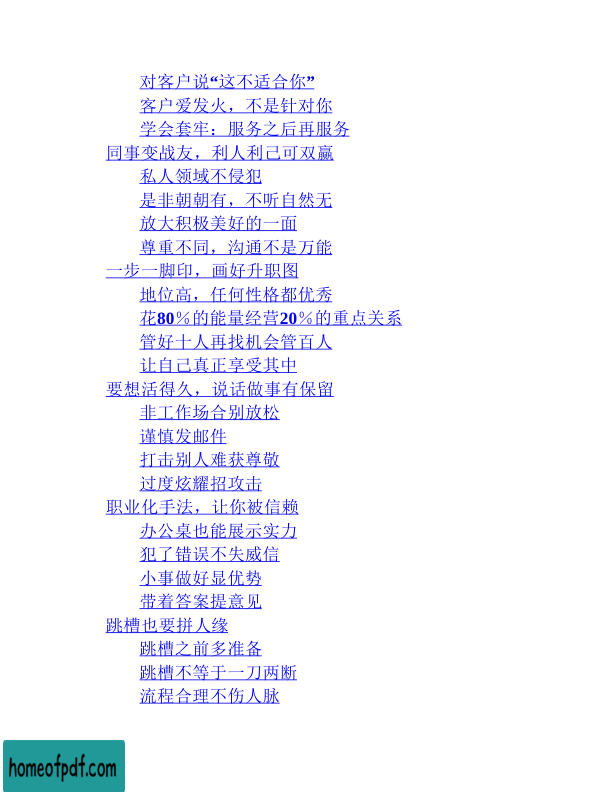 对客户说“这不适合你”
客户爱发火，不是针对你
学会套牢：服务之后再服务
同事变战友，利人利己可双赢
私人领域不侵犯
是非朝朝有，不听自然无
放大积极美好的一面
尊重不同，沟通不是万能
一步一脚印，画好升职图
地位高，任何性格都优秀
花80％的能量经营20％的重点关系
管好十人再找机会管百人
让自己真正享受其中
要想活得久，说话做事有保留
非工作场合别放松
谨慎发邮件
打击别人难获尊敬
过度炫耀招攻击
职业化手法，让你被信赖
办公桌也能展示实力
犯了错误不失威信
小事做好显优势
带着答案提意见
跳槽也要拼人缘
跳槽之前多准备
跳槽不等于一刀两断
流程合理不伤人脉
homeofpdf.com